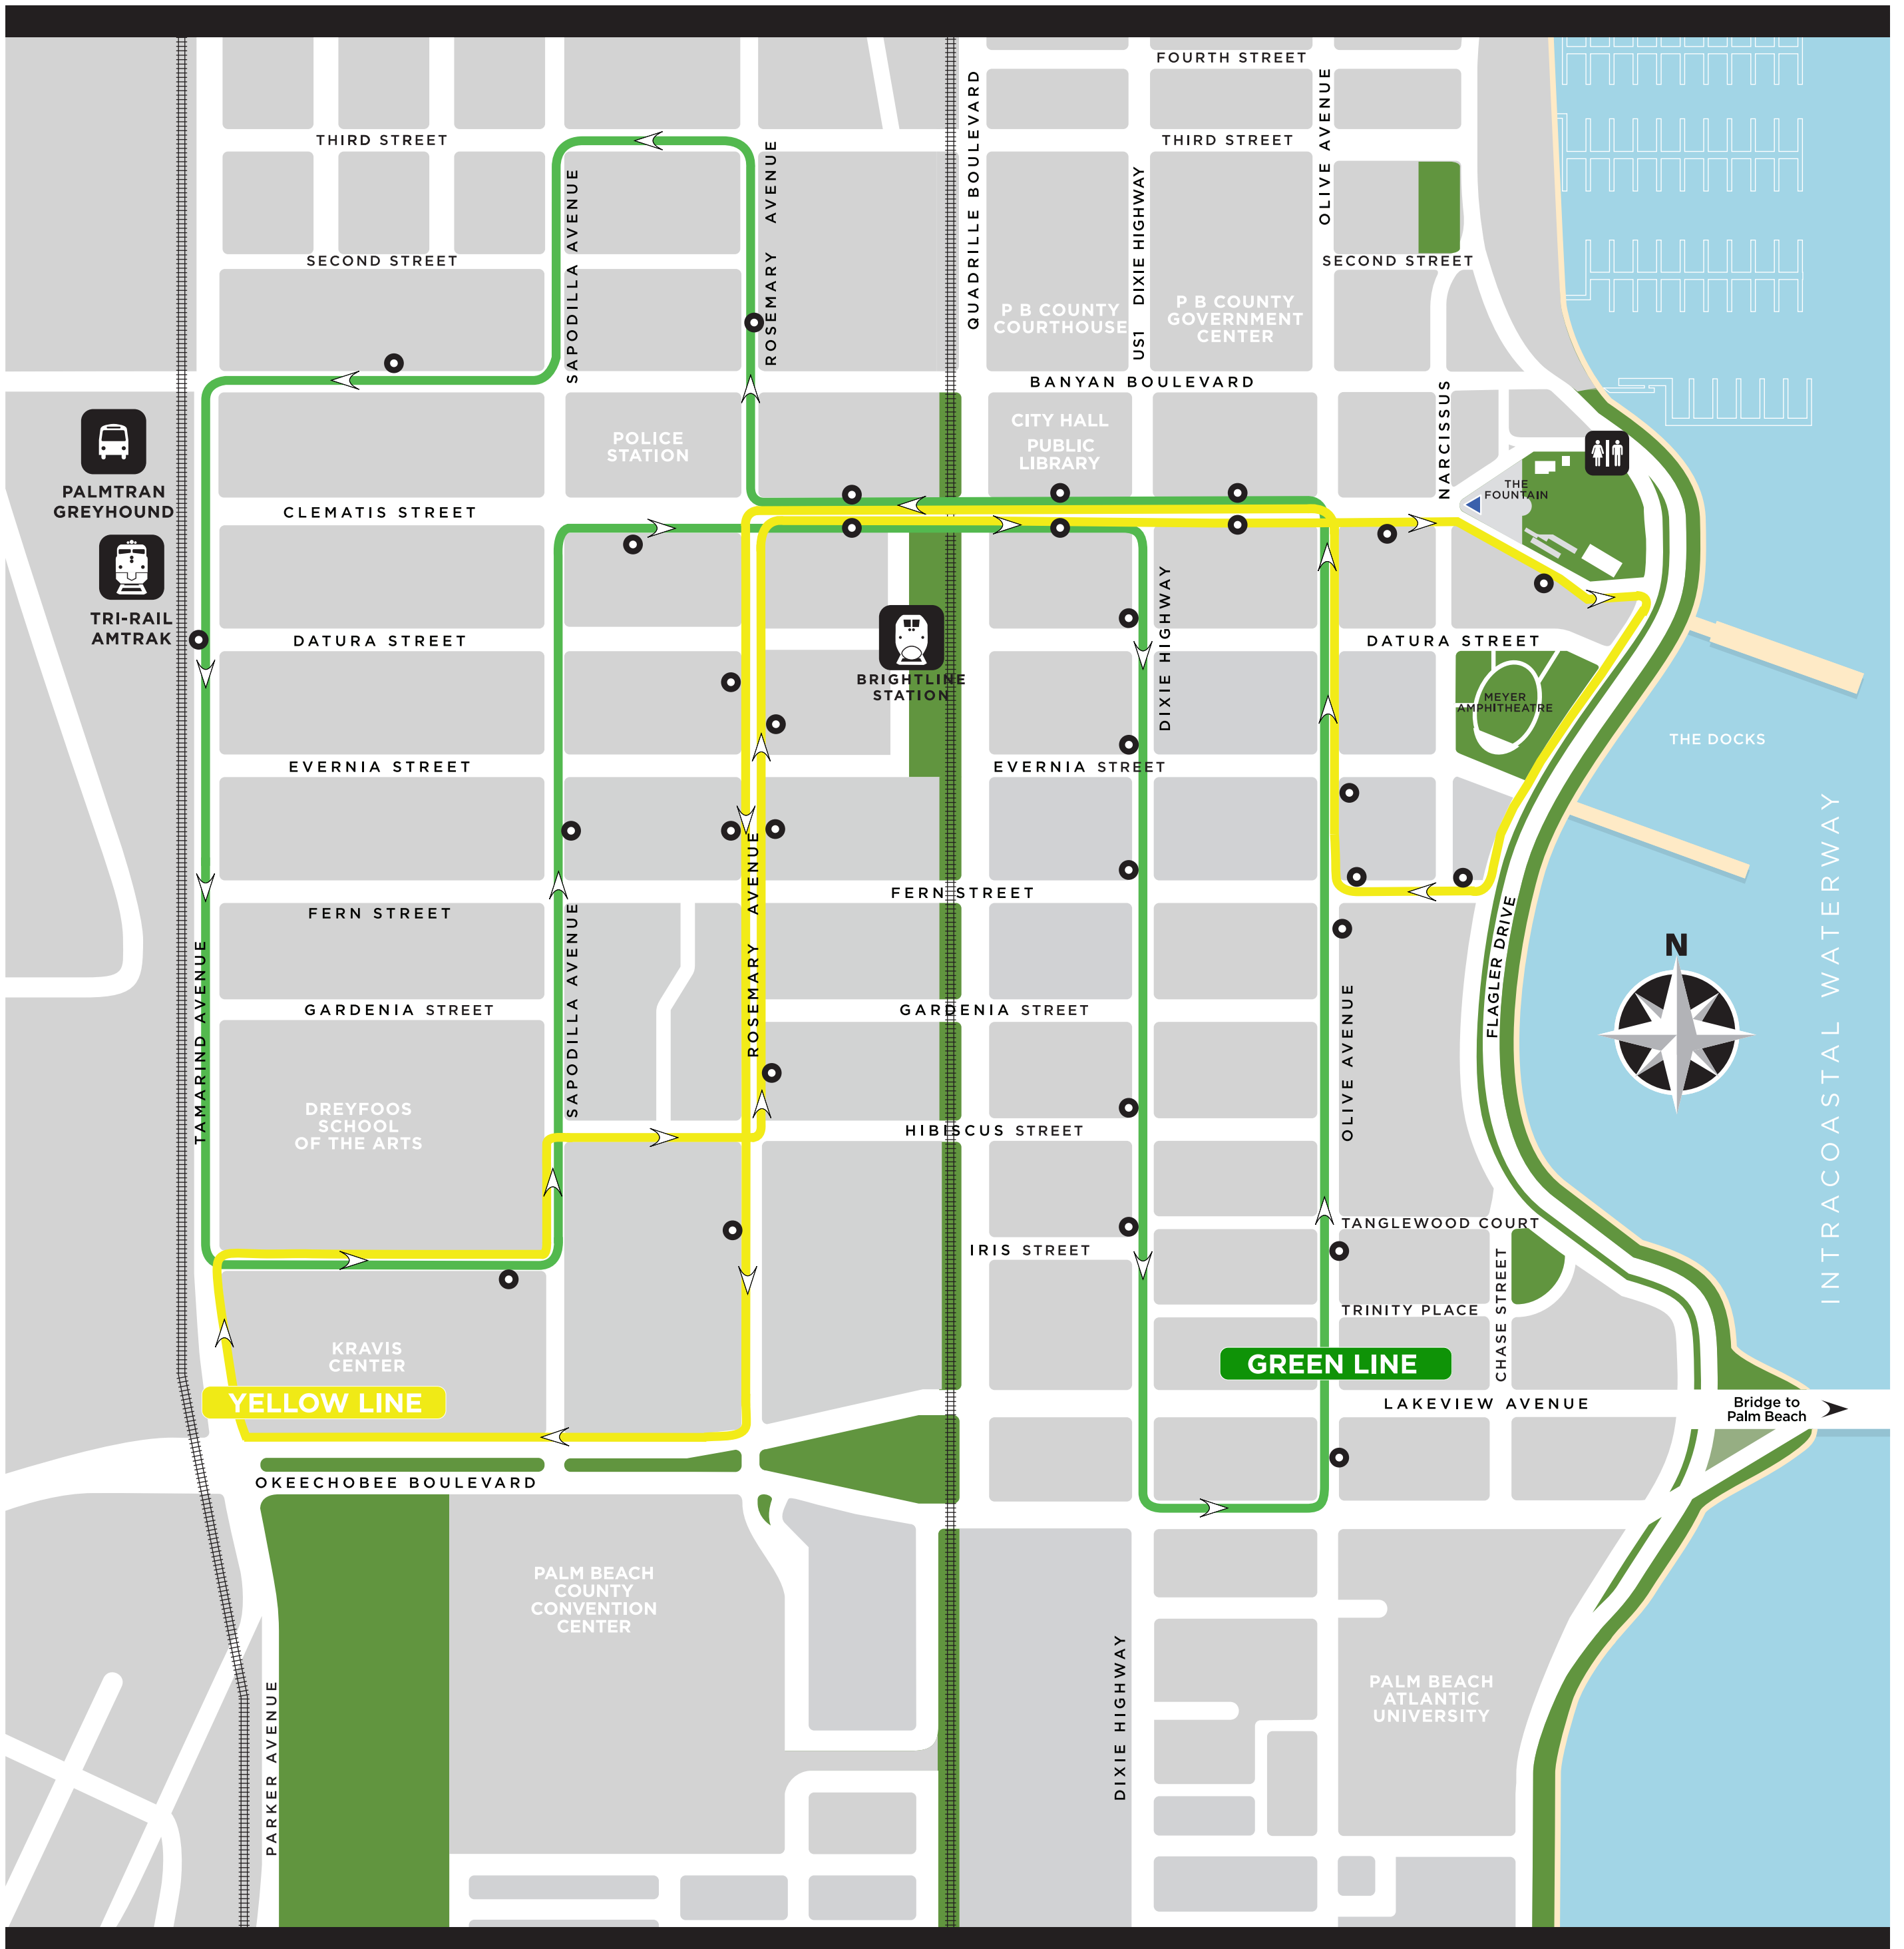 FOURTH STREET
THIRD STREET
THIRD STREET
SECOND STREET
SECOND STREET
SAPODILLA AVENUE
ROSEMARY AVENUE
QUADRILLE BOULEVARD
US1 DIXIE HIGHWAY
OLIVE AVENUE
P B COUNTY
COURTHOUSE
P B COUNTY
GOVERNMENT
CENTER
BANYAN BOULEVARD
NARCISSUS
POLICE
STATION
CITY HALL
PUBLIC
LIBRARY
THE
FOUNTAIN
PALMTRAN
GREYHOUND
CLEMATIS STREET
TRI-RAIL
AMTRAK
DATURA STREET
DATURA STREET
DIXIE HIGHWAY
BRIGHTLINE
STATION
MEYER
AMPHITHEATRE
THE DOCKS
EVERNIA STREET
EVERNIA STREET
FERN STREET
FERN STREET
TAMARIND AVENUE
SAPODILLA AVENUE
ROSEMARY AVENUE
OLIVE AVENUE
FLAGLER DRIVE
INTRACOASTAL WATERWAY
N
GARDENIA STREET
GARDENIA STREET
DREYFOOS
SCHOOL
OF THE ARTS
HIBISCUS STREET
TANGLEWOOD COURT
IRIS STREET
TRINITY PLACE
CHASE STREET
KRAVIS
CENTER
GREEN LINE
YELLOW LINE
LAKEVIEW AVENUE
Bridge to
Palm Beach
OKEECHOBEE BOULEVARD
PALM BEACH
COUNTY
CONVENTION
CENTER
PARKER AVENUE
DIXIE HIGHWAY
PALM BEACH
ATLANTIC
UNIVERSITY